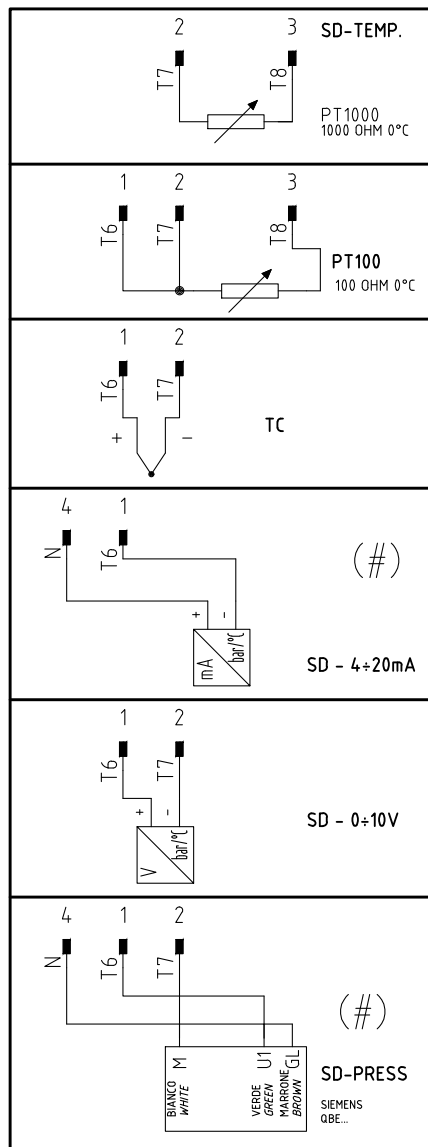 2 3 SD-TEMP.
T7 T8
PT1000
1000 OHM 0°C
1 2 3
T6 T7 T8
PT100
100 OHM 0°C
1 2
T6 T7
+ -
TC
4 1
N T6
(#)
+ -
mA bar/°C
SD - 4÷20mA
1 2
T6 T7
+ -
V bar/°C
SD - 0÷10V
4 1 2
N T6 T7
(#)
M U1 GL
BIANCO
WHITE
VERDE
GREEN
MARRONE
BROWN
SD-PRESS
SIEMENS
QBE...